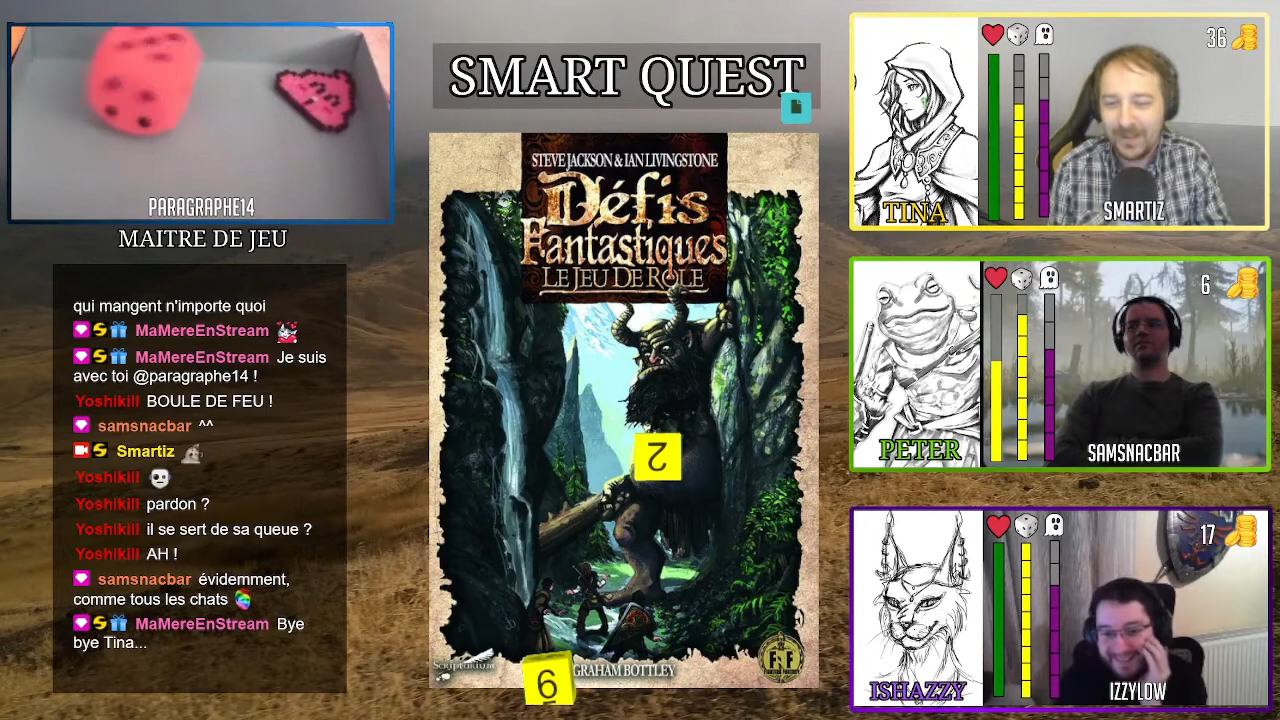 PARAGRAPHE14
MAITRE DE JEU
qui mangent n'importe quoi
MaMereEnStream
MaMereEnStream Je suis
avec toi @paragraphe14 !
Yoshikill BOULE DE FEU !
samsnacbar ^^
Smartiz
Yoshikill
Yoshikill pardon ?
Yoshikill il se sert de sa queue ?
Yoshikill AH !
samsnacbar évidemment,
comme tous les chats
MaMereEnStream Bye
bye Tina...
SMART QUEST
STEVE JACKSON & IAN LIVINGSTONE
Défis
Fantastiques
LE JEU DE RÔLE
2
6
SCRIPTARIUM
GRAHAM BOTTLEY
FF
36
TINA
SMARTIZ
6
PETER
SAMSNACBAR
17
ISHAZZY
IZZYLOW